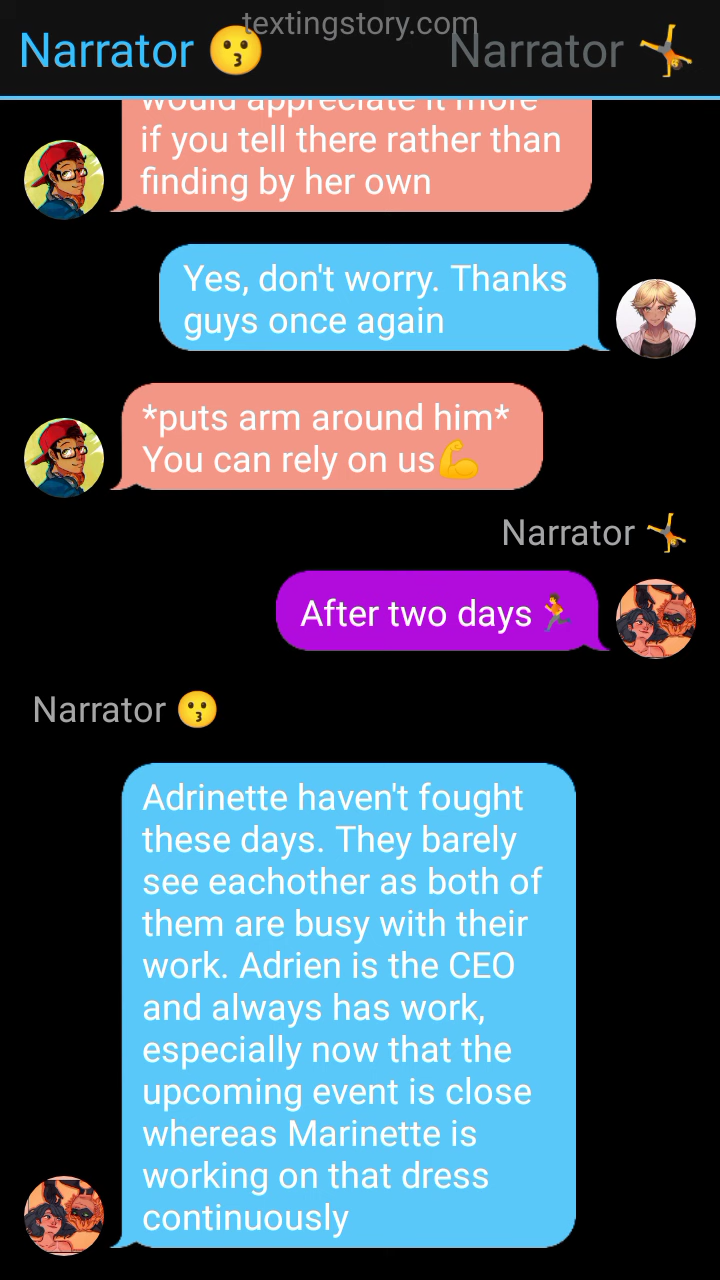 textingstory.com
Narrator 😗
Narrator 🤸
would appreciate it more
if you tell there rather than
finding by her own
Yes, don't worry. Thanks
guys once again
*puts arm around him*
You can rely on us💪
Narrator 🤸
After two days🏃
Narrator 😗
Adrinette haven't fought
these days. They barely
see eachother as both of
them are busy with their
work. Adrien is the CEO
and always has work,
especially now that the
upcoming event is close
whereas Marinette is
working on that dress
continuously